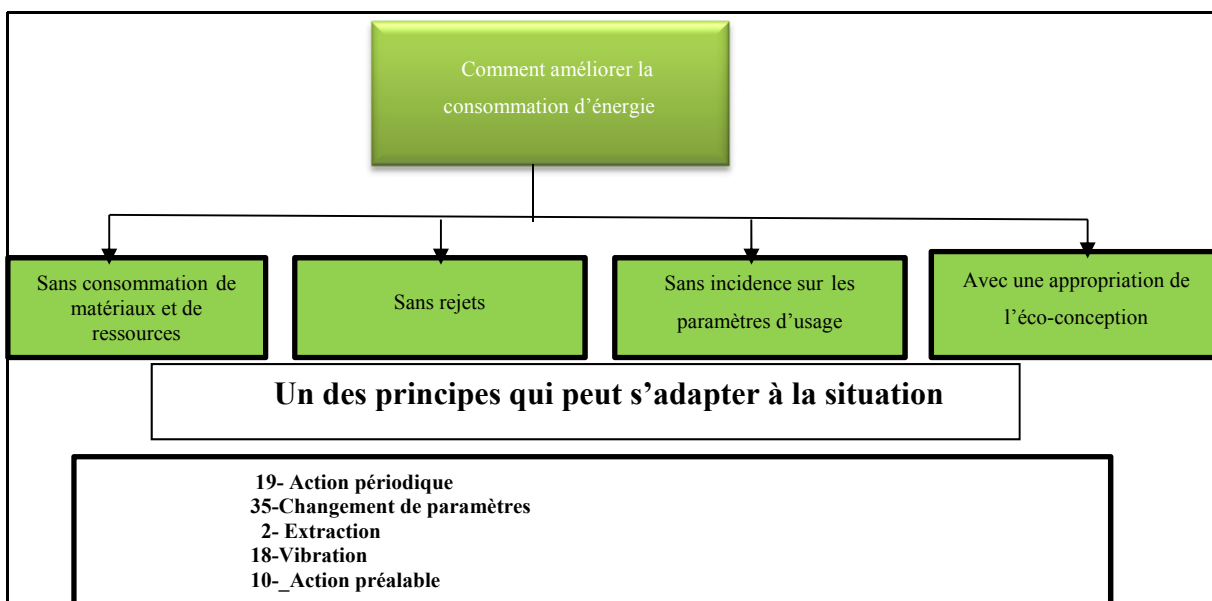 Comment améliorer la
consommation d’énergie
Sans consommation de
matériaux et de
ressources
Sans rejets
Sans incidence sur les
paramètres d’usage
Avec une appropriation de
l’éco-conception
Un des principes qui peut s’adapter à la situation
19- Action périodique
35-Changement de paramètres
2- Extraction
18-Vibration
10-_Action préalable